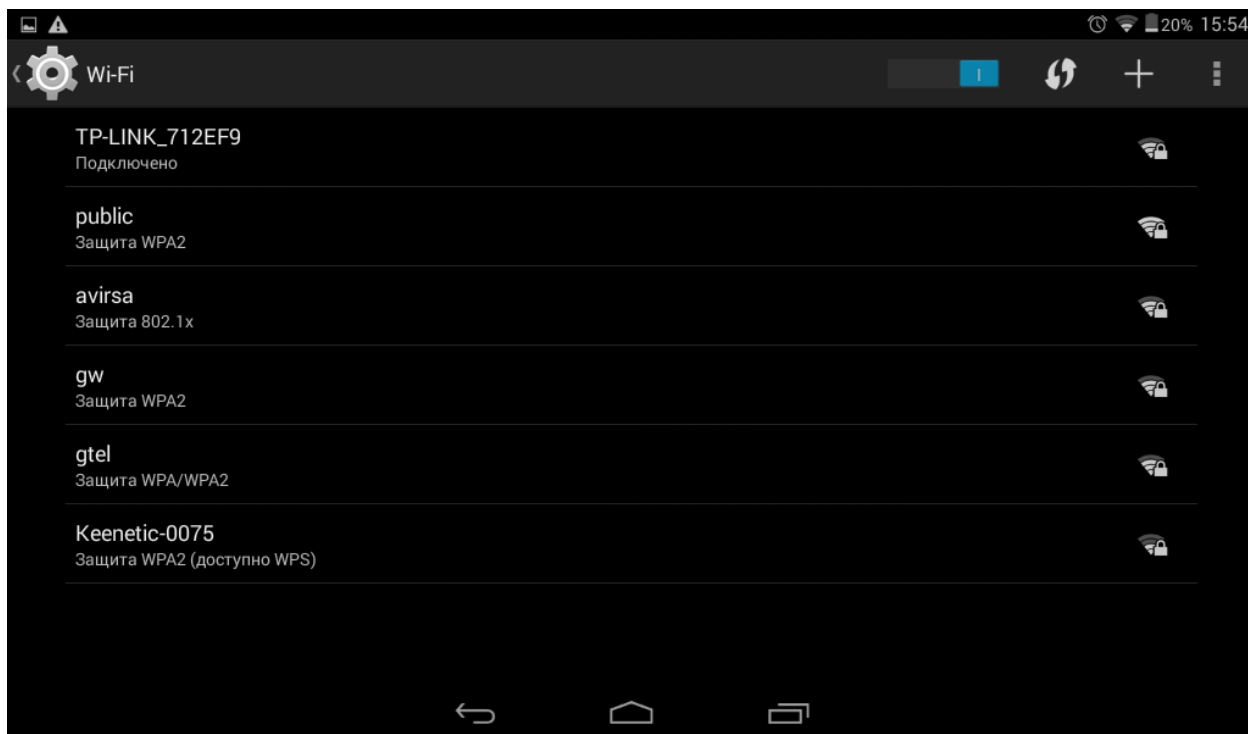 20% 15:54
Wi-Fi
TP-LINK_712EF9
Подключено
public
Защита WPA2
avirsa
Защита 802.1x
gw
Защита WPA2
gtel
Защита WPA/WPA2
Keenetic-0075
Защита WPA2 (доступно WPS)